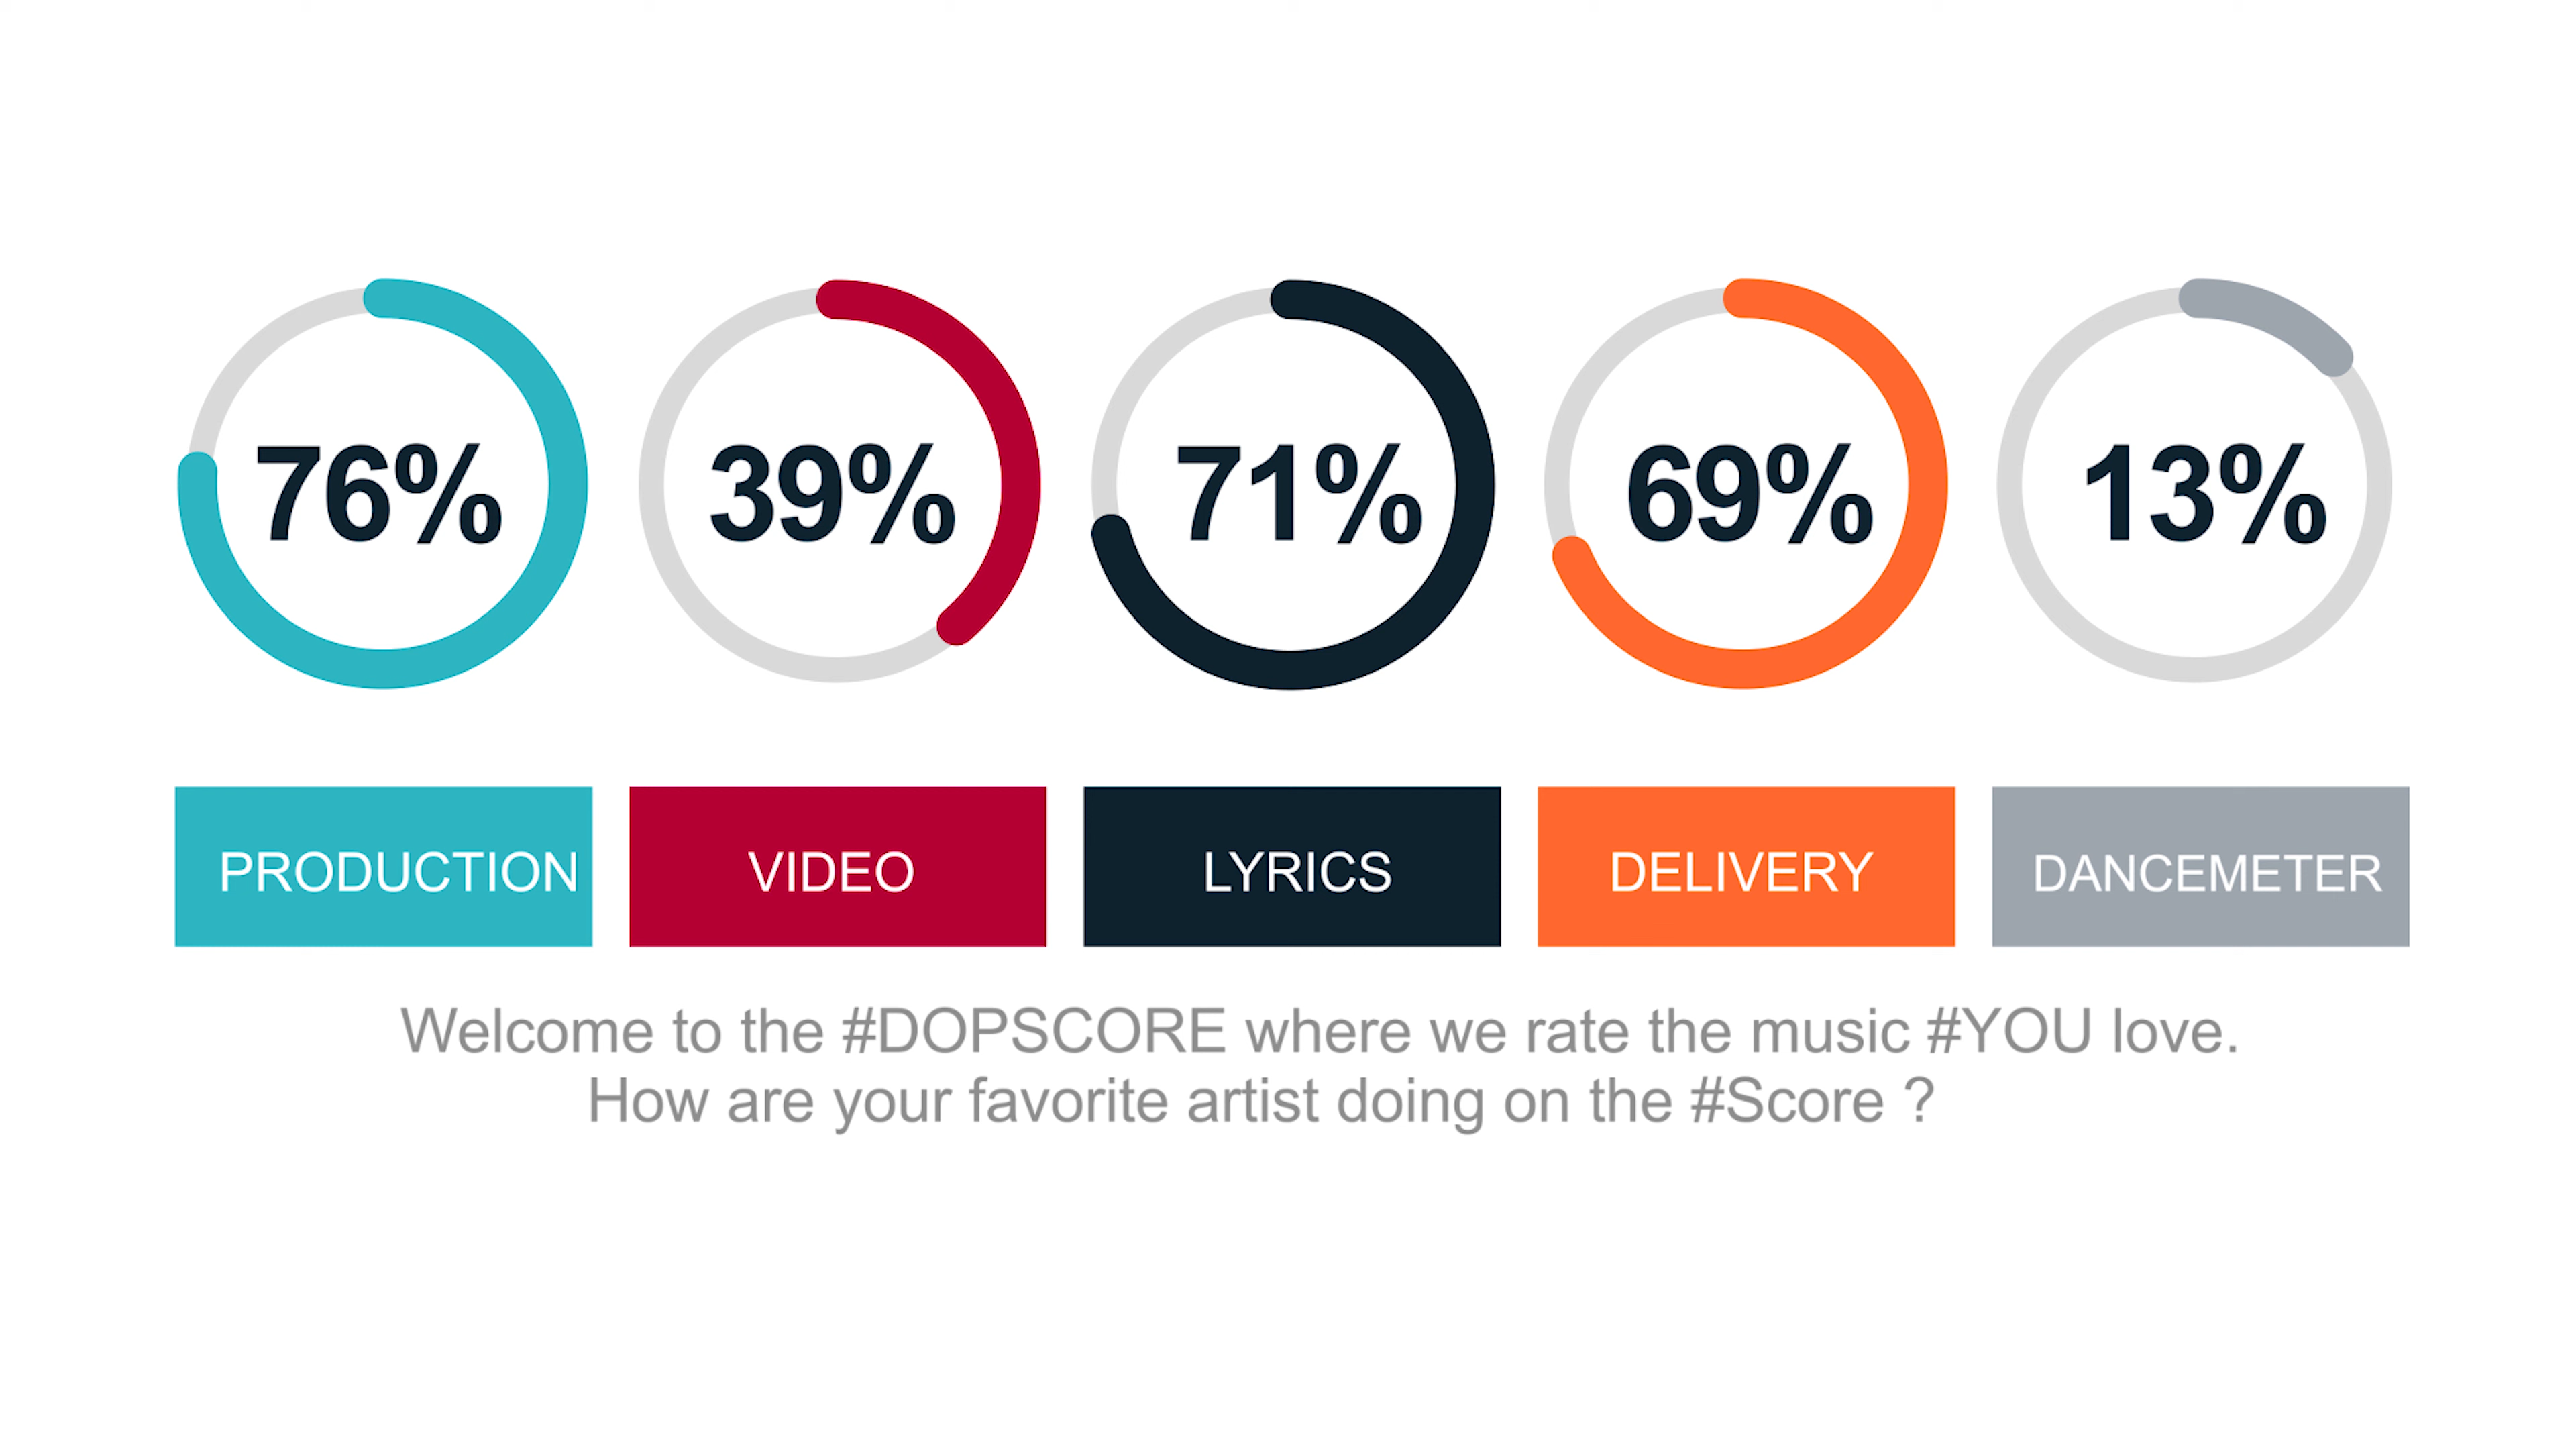 76% 39% 71% 69% 13%
PRODUCTION VIDEO LYRICS DELIVERY DANCEMETER
Welcome to the #DOPSCORE where we rate the music #YOU love.
How are your favorite artist doing on the #Score ?